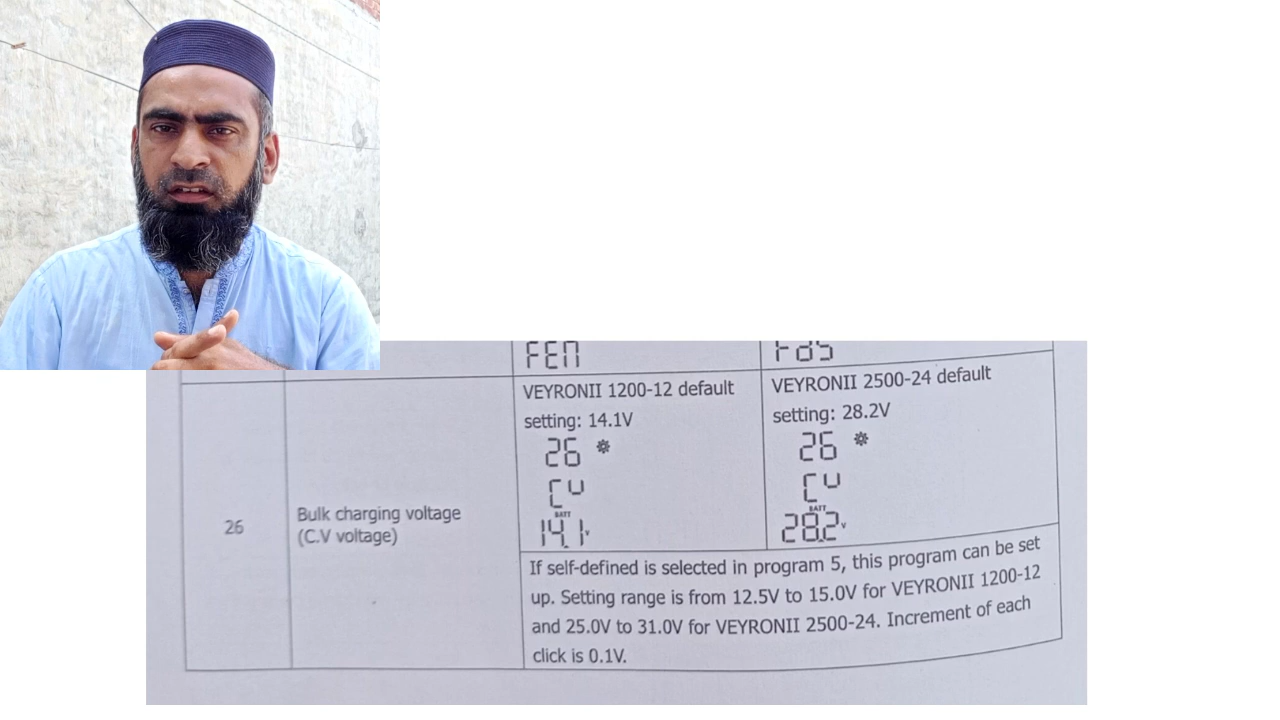 FEN
FdS
26
Bulk charging voltage
(C.V voltage)
VEYRONII 1200-12 default
setting: 14.1V
26
CU
BATT
14.1v
VEYRONII 2500-24 default
setting: 28.2V
26
CU
BATT
28.2v
If self-defined is selected in program 5, this program can be set
up. Setting range is from 12.5V to 15.0V for VEYRONII 1200-12
and 25.0V to 31.0V for VEYRONII 2500-24. Increment of each
click is 0.1V.